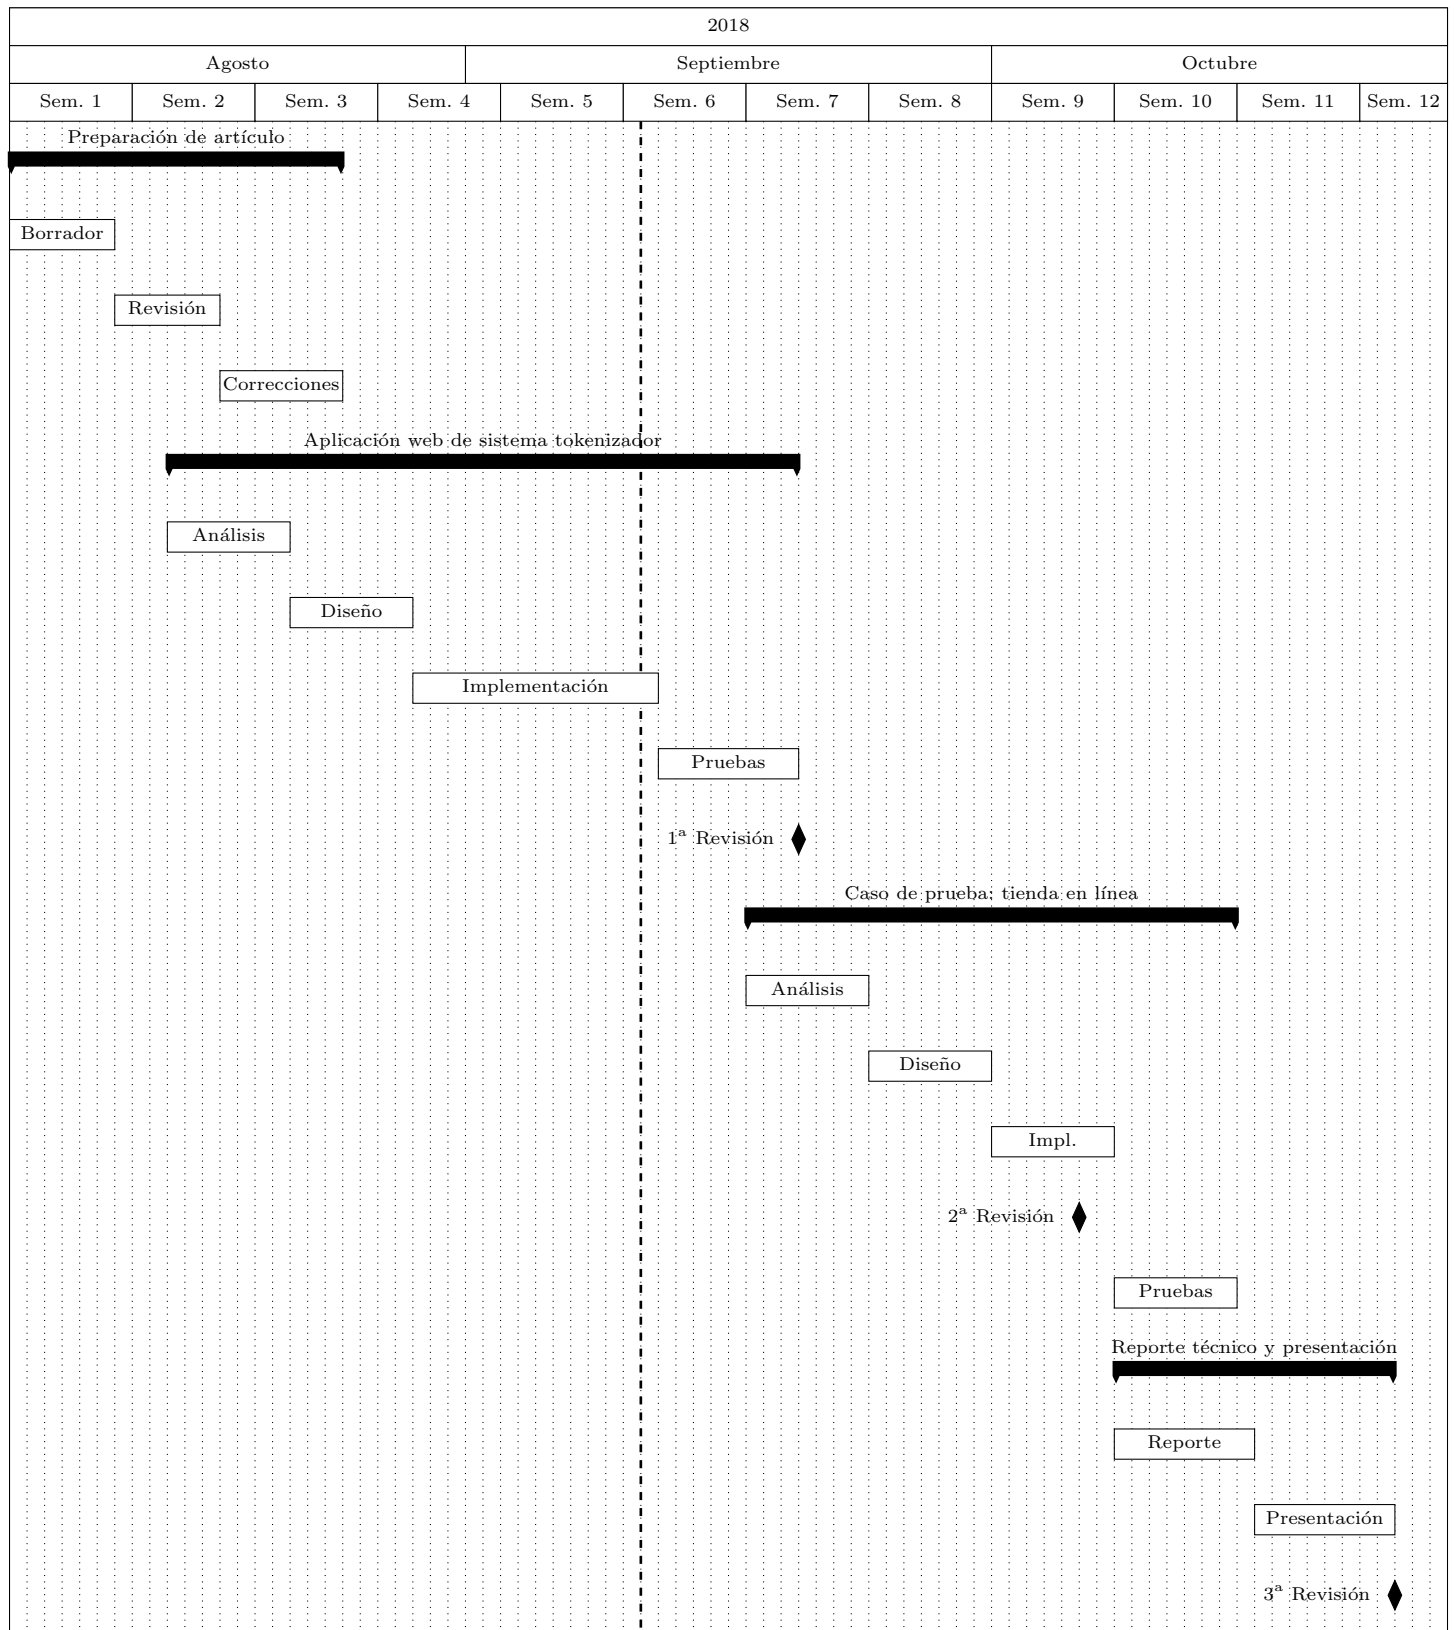 2018
Agosto Septiembre Octubre
Sem. 1 Sem. 2 Sem. 3 Sem. 4 Sem. 5 Sem. 6 Sem. 7 Sem. 8 Sem. 9 Sem. 10 Sem. 11 Sem. 12
Preparación de artículo
Borrador
Revisión
Correcciones
Aplicación web de sistema tokenizador
Análisis
Diseño
Implementación
Pruebas
1ª Revisión
Caso de prueba: tienda en línea
Análisis
Diseño
Impl.
2ª Revisión
Pruebas
Reporte técnico y presentación
Reporte
Presentación
3ª Revisión